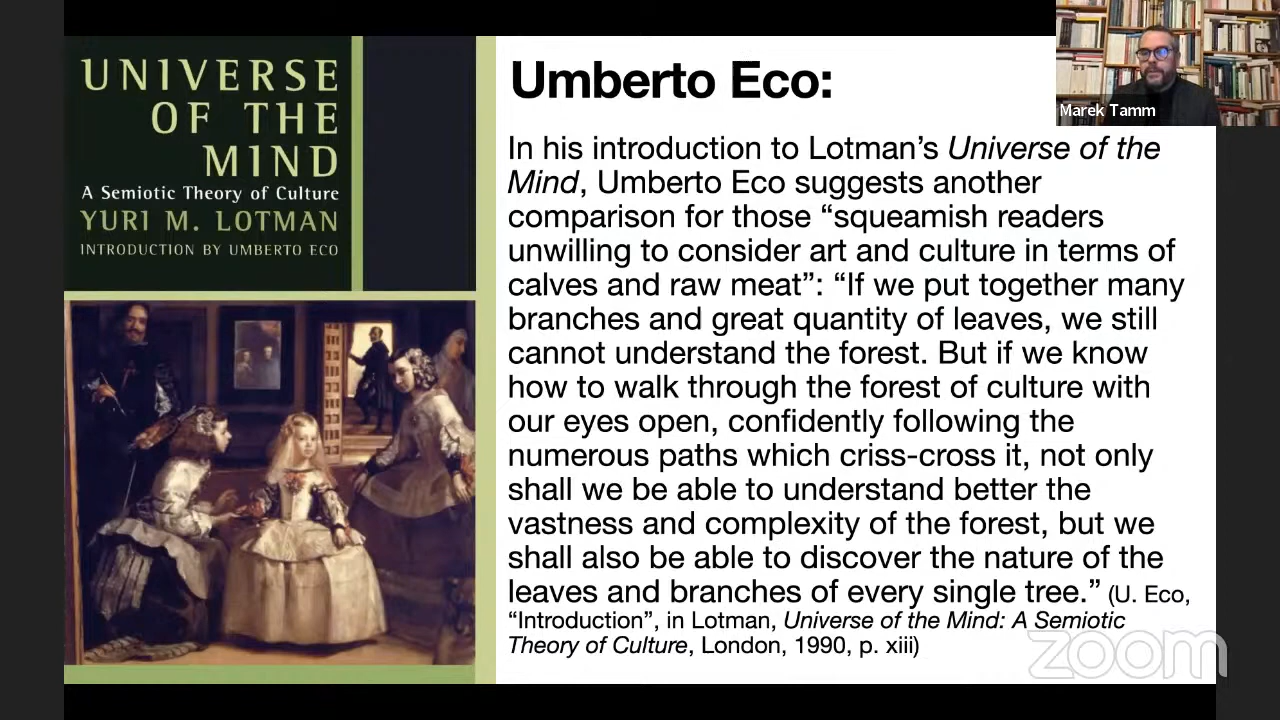 UNIVERSE
OF THE
MIND
A Semiotic Theory of Culture
YURI M. LOTMAN
INTRODUCTION BY UMBERTO ECO
Umberto Eco:
In his introduction to Lotman’s Universe of the
Mind, Umberto Eco suggests another
comparison for those “squeamish readers
unwilling to consider art and culture in terms of
calves and raw meat”: “If we put together many
branches and great quantity of leaves, we still
cannot understand the forest. But if we know
how to walk through the forest of culture with
our eyes open, confidently following the
numerous paths which criss-cross it, not only
shall we be able to understand better the
vastness and complexity of the forest, but we
shall also be able to discover the nature of the
leaves and branches of every single tree.” (U. Eco,
“Introduction”, in Lotman, Universe of the Mind: A Semiotic
Theory of Culture, London, 1990, p. xiii)
Marek Tamm
zoom